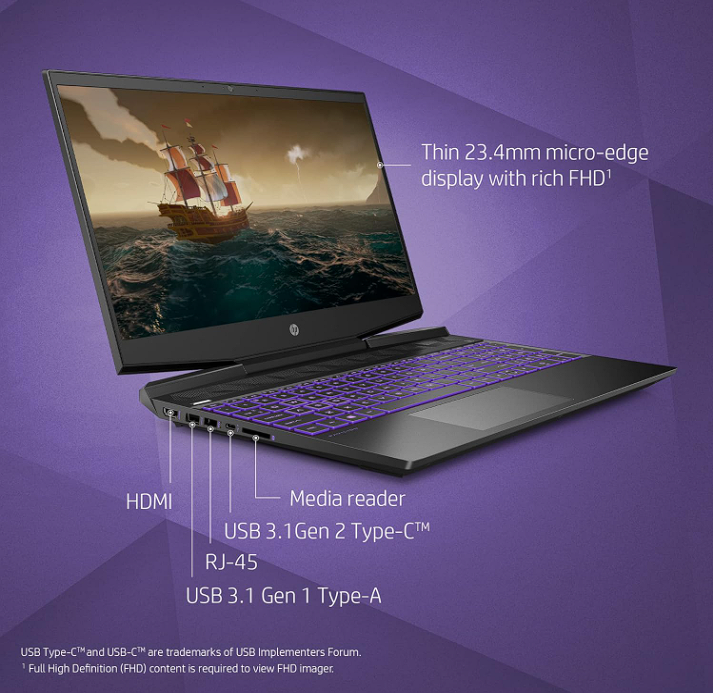 Thin 23.4mm micro-edge
display with rich FHD¹
hp
HDMI
Media reader
USB 3.1Gen 2 Type-C™
RJ-45
USB 3.1 Gen 1 Type-A
USB Type-C™and USB-C™ are trademarks of USB Implementers Forum.
¹ Full High Definition (FHD) content is required to view FHD imager.